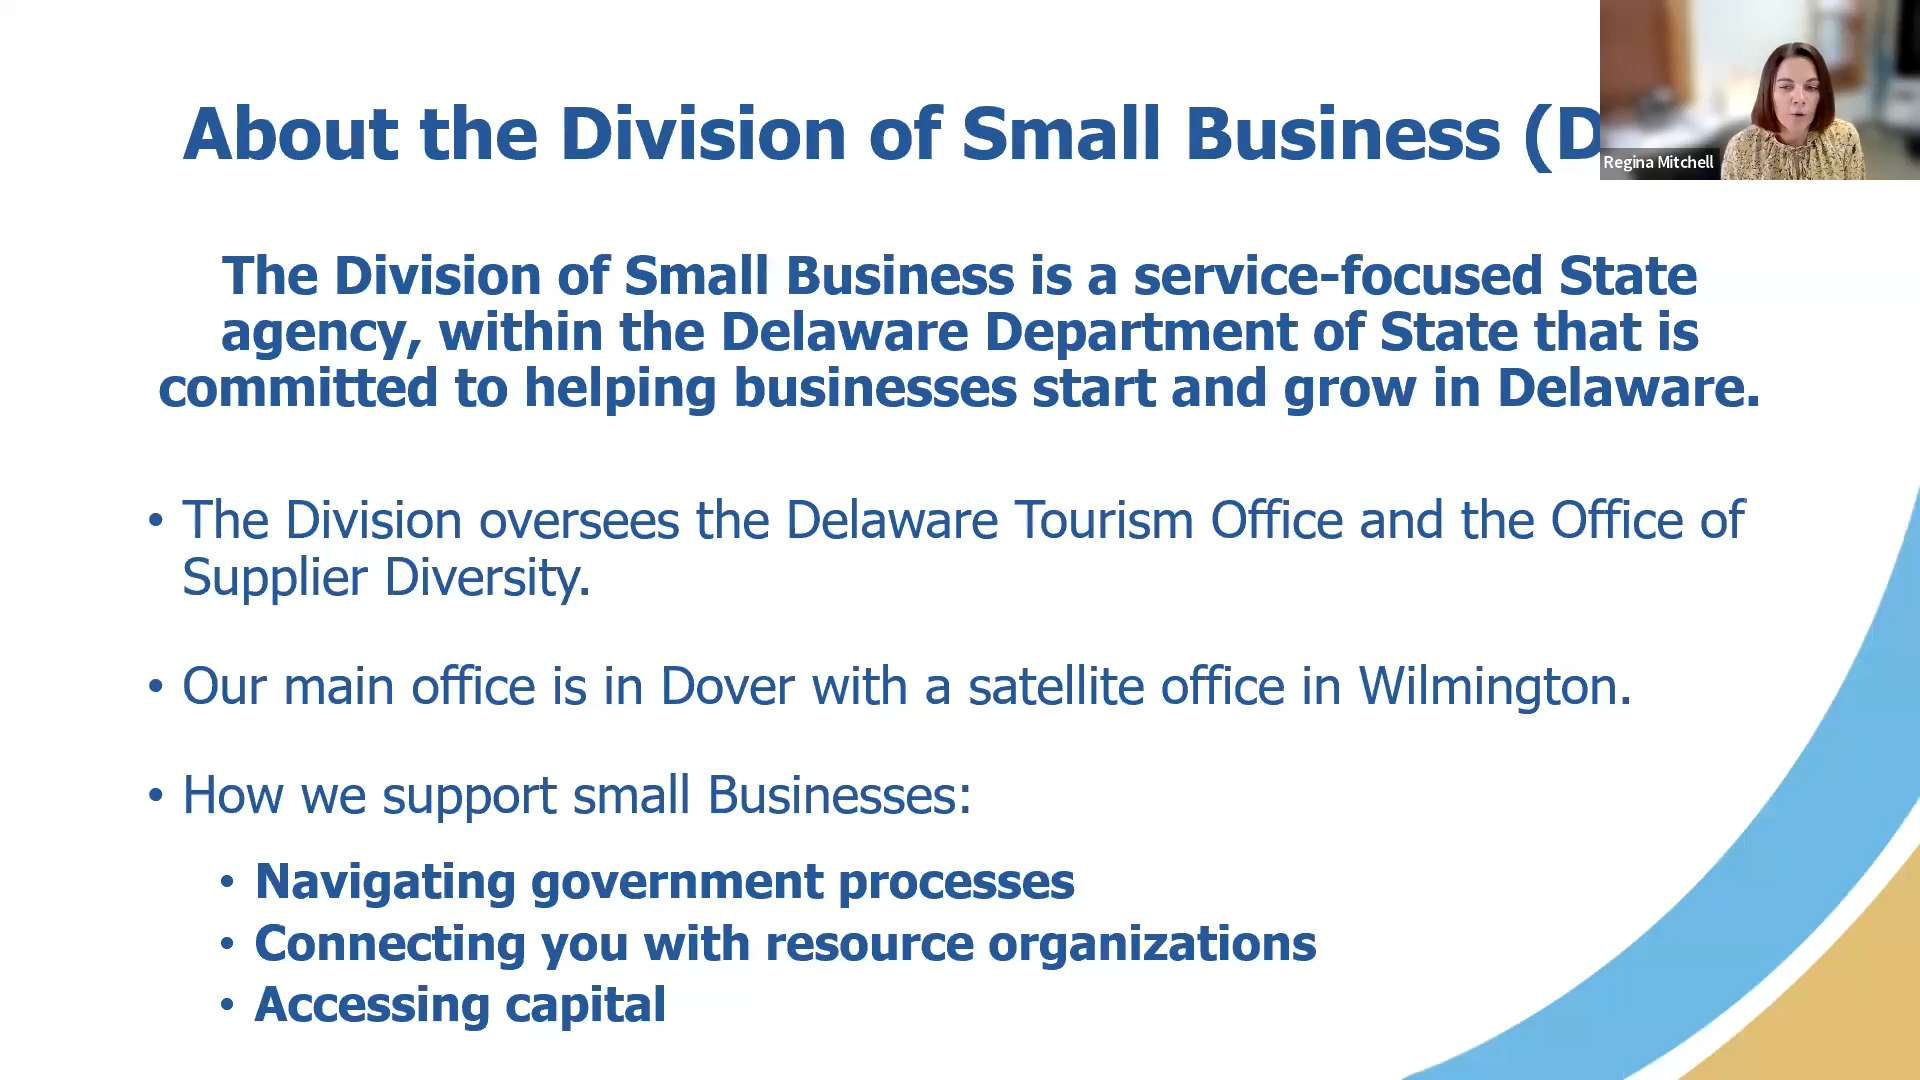 About the Division of Small Business (D
Regina Mitchell
The Division of Small Business is a service-focused State
agency, within the Delaware Department of State that is
committed to helping businesses start and grow in Delaware.
• The Division oversees the Delaware Tourism Office and the Office of
Supplier Diversity.
• Our main office is in Dover with a satellite office in Wilmington.
• How we support small Businesses:
• Navigating government processes
• Connecting you with resource organizations
• Accessing capital